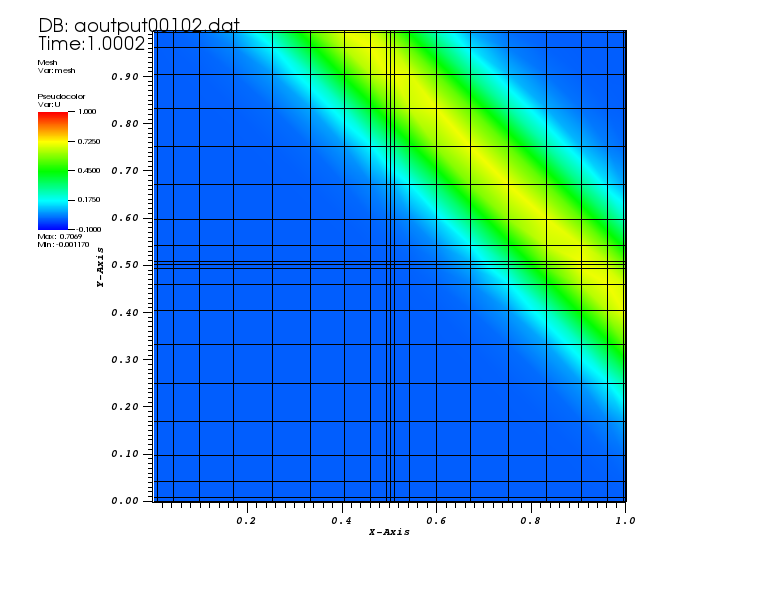 DB: aoutput00102.dat
Time:1.0002
Mesh
Var: mesh
Pseudocolor
Var: U
1.000
0.7250
0.4500
0.1750
-0.1000
Max: 0.7069
Min: -0.001170
Y-Axis
0.90
0.80
0.70
0.60
0.50
0.40
0.30
0.20
0.10
0.00
0.2 0.4 0.6 0.8 1.0
X-Axis